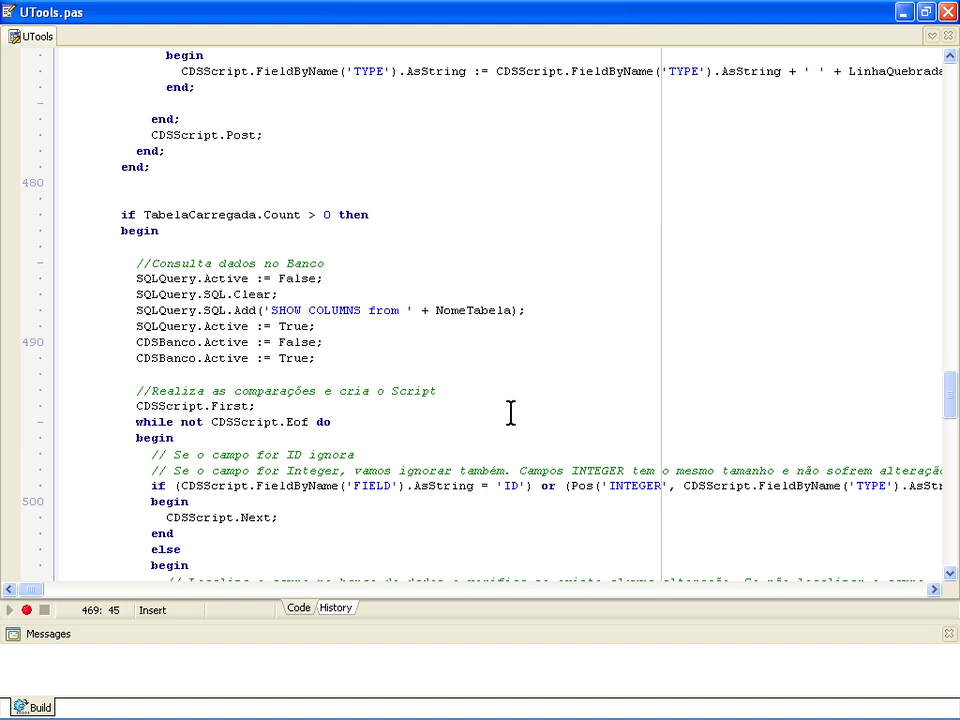 UTools.pas
UTools
begin
CDSScript.FieldByName('TYPE').AsString := CDSScript.FieldByName('TYPE').AsString + ' ' + LinhaQuebrada
end;
end;
CDSScript.Post;
end;
end;
480
if TabelaCarregada.Count > 0 then
begin
//Consulta dados no Banco
SQLQuery.Active := False;
SQLQuery.SQL.Clear;
SQLQuery.SQL.Add('SHOW COLUMNS from ' + NomeTabela);
SQLQuery.Active := True;
490 CDSBanco.Active := False;
CDSBanco.Active := True;
//Realiza as comparações e cria o Script
CDSScript.First;
while not CDSScript.Eof do
begin
// Se o campo for ID ignora
// Se o campo for Integer, vamos ignorar também. Campos INTEGER tem o mesmo tamanho e não sofrem alteraçã
if (CDSScript.FieldByName('FIELD').AsString = 'ID') or (Pos('INTEGER', CDSScript.FieldByName('TYPE').AsStr
500 begin
CDSScript.Next;
end
else
begin
469: 45 Insert Code History
Messages
Build